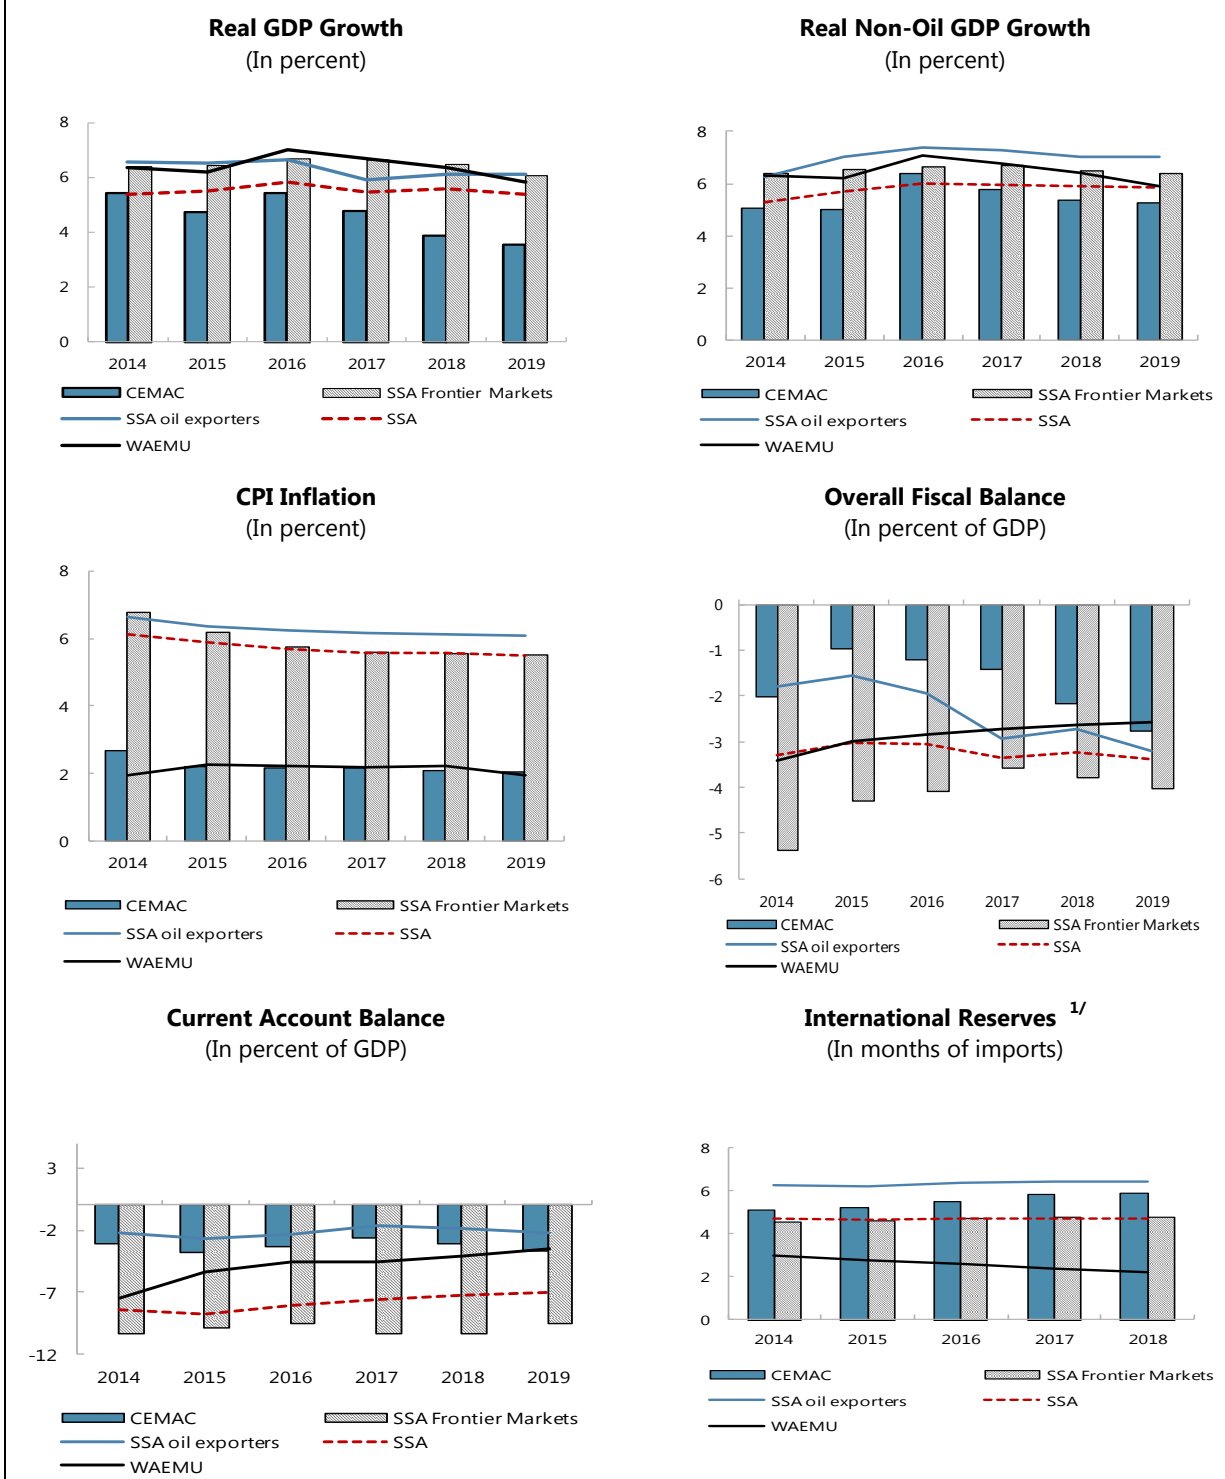 Real GDP Growth
(In percent)
8
6
4
2
0
2014 2015 2016 2017 2018 2019
CEMAC SSA Frontier Markets
SSA oil exporters SSA
WAEMU
Real Non-Oil GDP Growth
(In percent)
8
6
4
2
0
2014 2015 2016 2017 2018 2019
CEMAC SSA Frontier Markets
SSA oil exporters SSA
WAEMU
CPI Inflation
(In percent)
8
6
4
2
0
2014 2015 2016 2017 2018 2019
CEMAC SSA Frontier Markets
SSA oil exporters SSA
WAEMU
Overall Fiscal Balance
(In percent of GDP)
0
-1
-2
-3
-4
-5
-6
2014 2015 2016 2017 2018 2019
CEMAC SSA Frontier Markets
SSA oil exporters SSA
WAEMU
Current Account Balance
(In percent of GDP)
3
-2
-7
-12
2014 2015 2016 2017 2018 2019
CEMAC SSA Frontier Markets
SSA oil exporters SSA
WAEMU
International Reserves 1/
(In months of imports)
8
6
4
2
0
2014 2015 2016 2017 2018
CEMAC SSA Frontier Markets
SSA oil exporters SSA
WAEMU